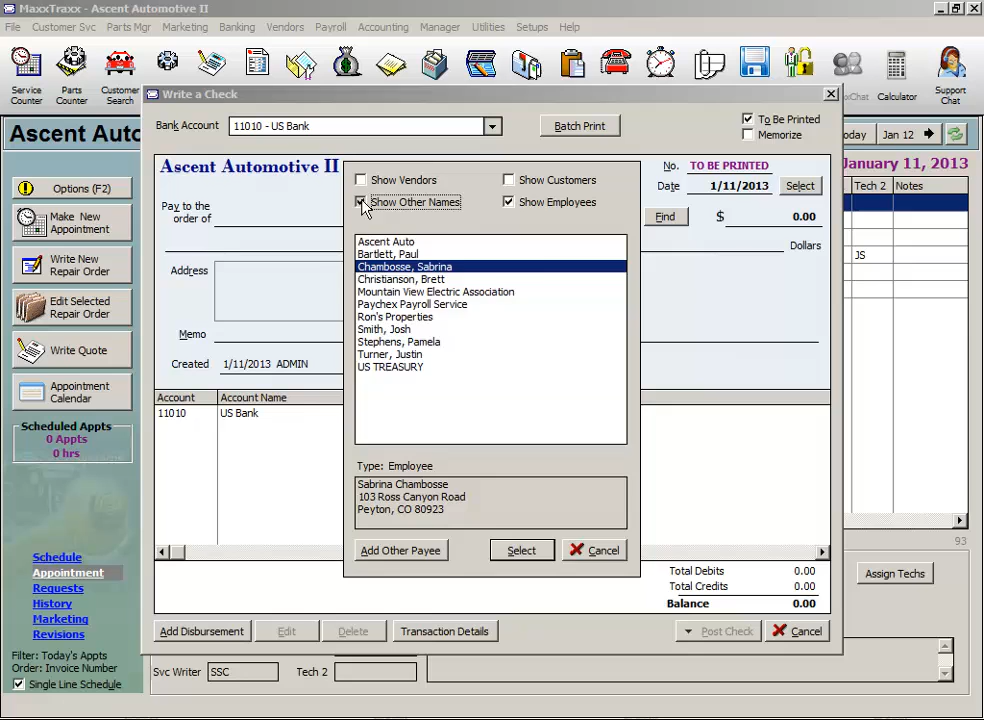 MaxxTraxx - Ascent Automotive II
File Customer Svc Parts Mgr Marketing Banking Vendors Payroll Accounting Manager Utilities Setups Help
Service Counter
Parts Counter
Customer Search
Calculator
Support Chat
Write a Check
Bank Account 11010 - US Bank
Batch Print
To Be Printed
Memorize
Ascent Auto
oday
Jan 12
January 11, 2013
Ascent Automotive II
No. TO BE PRINTED
Date 1/11/2013 Select
Pay to the order of
Find $ 0.00
Dollars
Address
Memo
Created 1/11/2013 ADMIN
Account Account Name
11010 US Bank
Show Vendors
Show Customers
Show Other Names
Show Employees
Ascent Auto
Bartlett, Paul
Chambosse, Sabrina
Christianson, Brett
Mountain View Electric Association
Paychex Payroll Service
Ron's Properties
Smith, Josh
Stephens, Pamela
Turner, Justin
US TREASURY
Type: Employee
Sabrina Chambosse
103 Ross Canyon Road
Peyton, CO 80923
Add Other Payee Select Cancel
Total Debits 0.00
Total Credits 0.00
Balance 0.00
Add Disbursement Edit Delete Transaction Details Post Check Cancel
Options (F2)
Make New Appointment
Write New Repair Order
Edit Selected Repair Order
Write Quote
Appointment Calendar
Scheduled Appts
0 Appts
0 hrs
Schedule
Appointment
Requests
History
Marketing
Revisions
Filter: Today's Appts
Order: Invoice Number
Single Line Schedule
Tech 2 Notes
JS
93
Assign Techs
Svc Writer SSC Tech 2